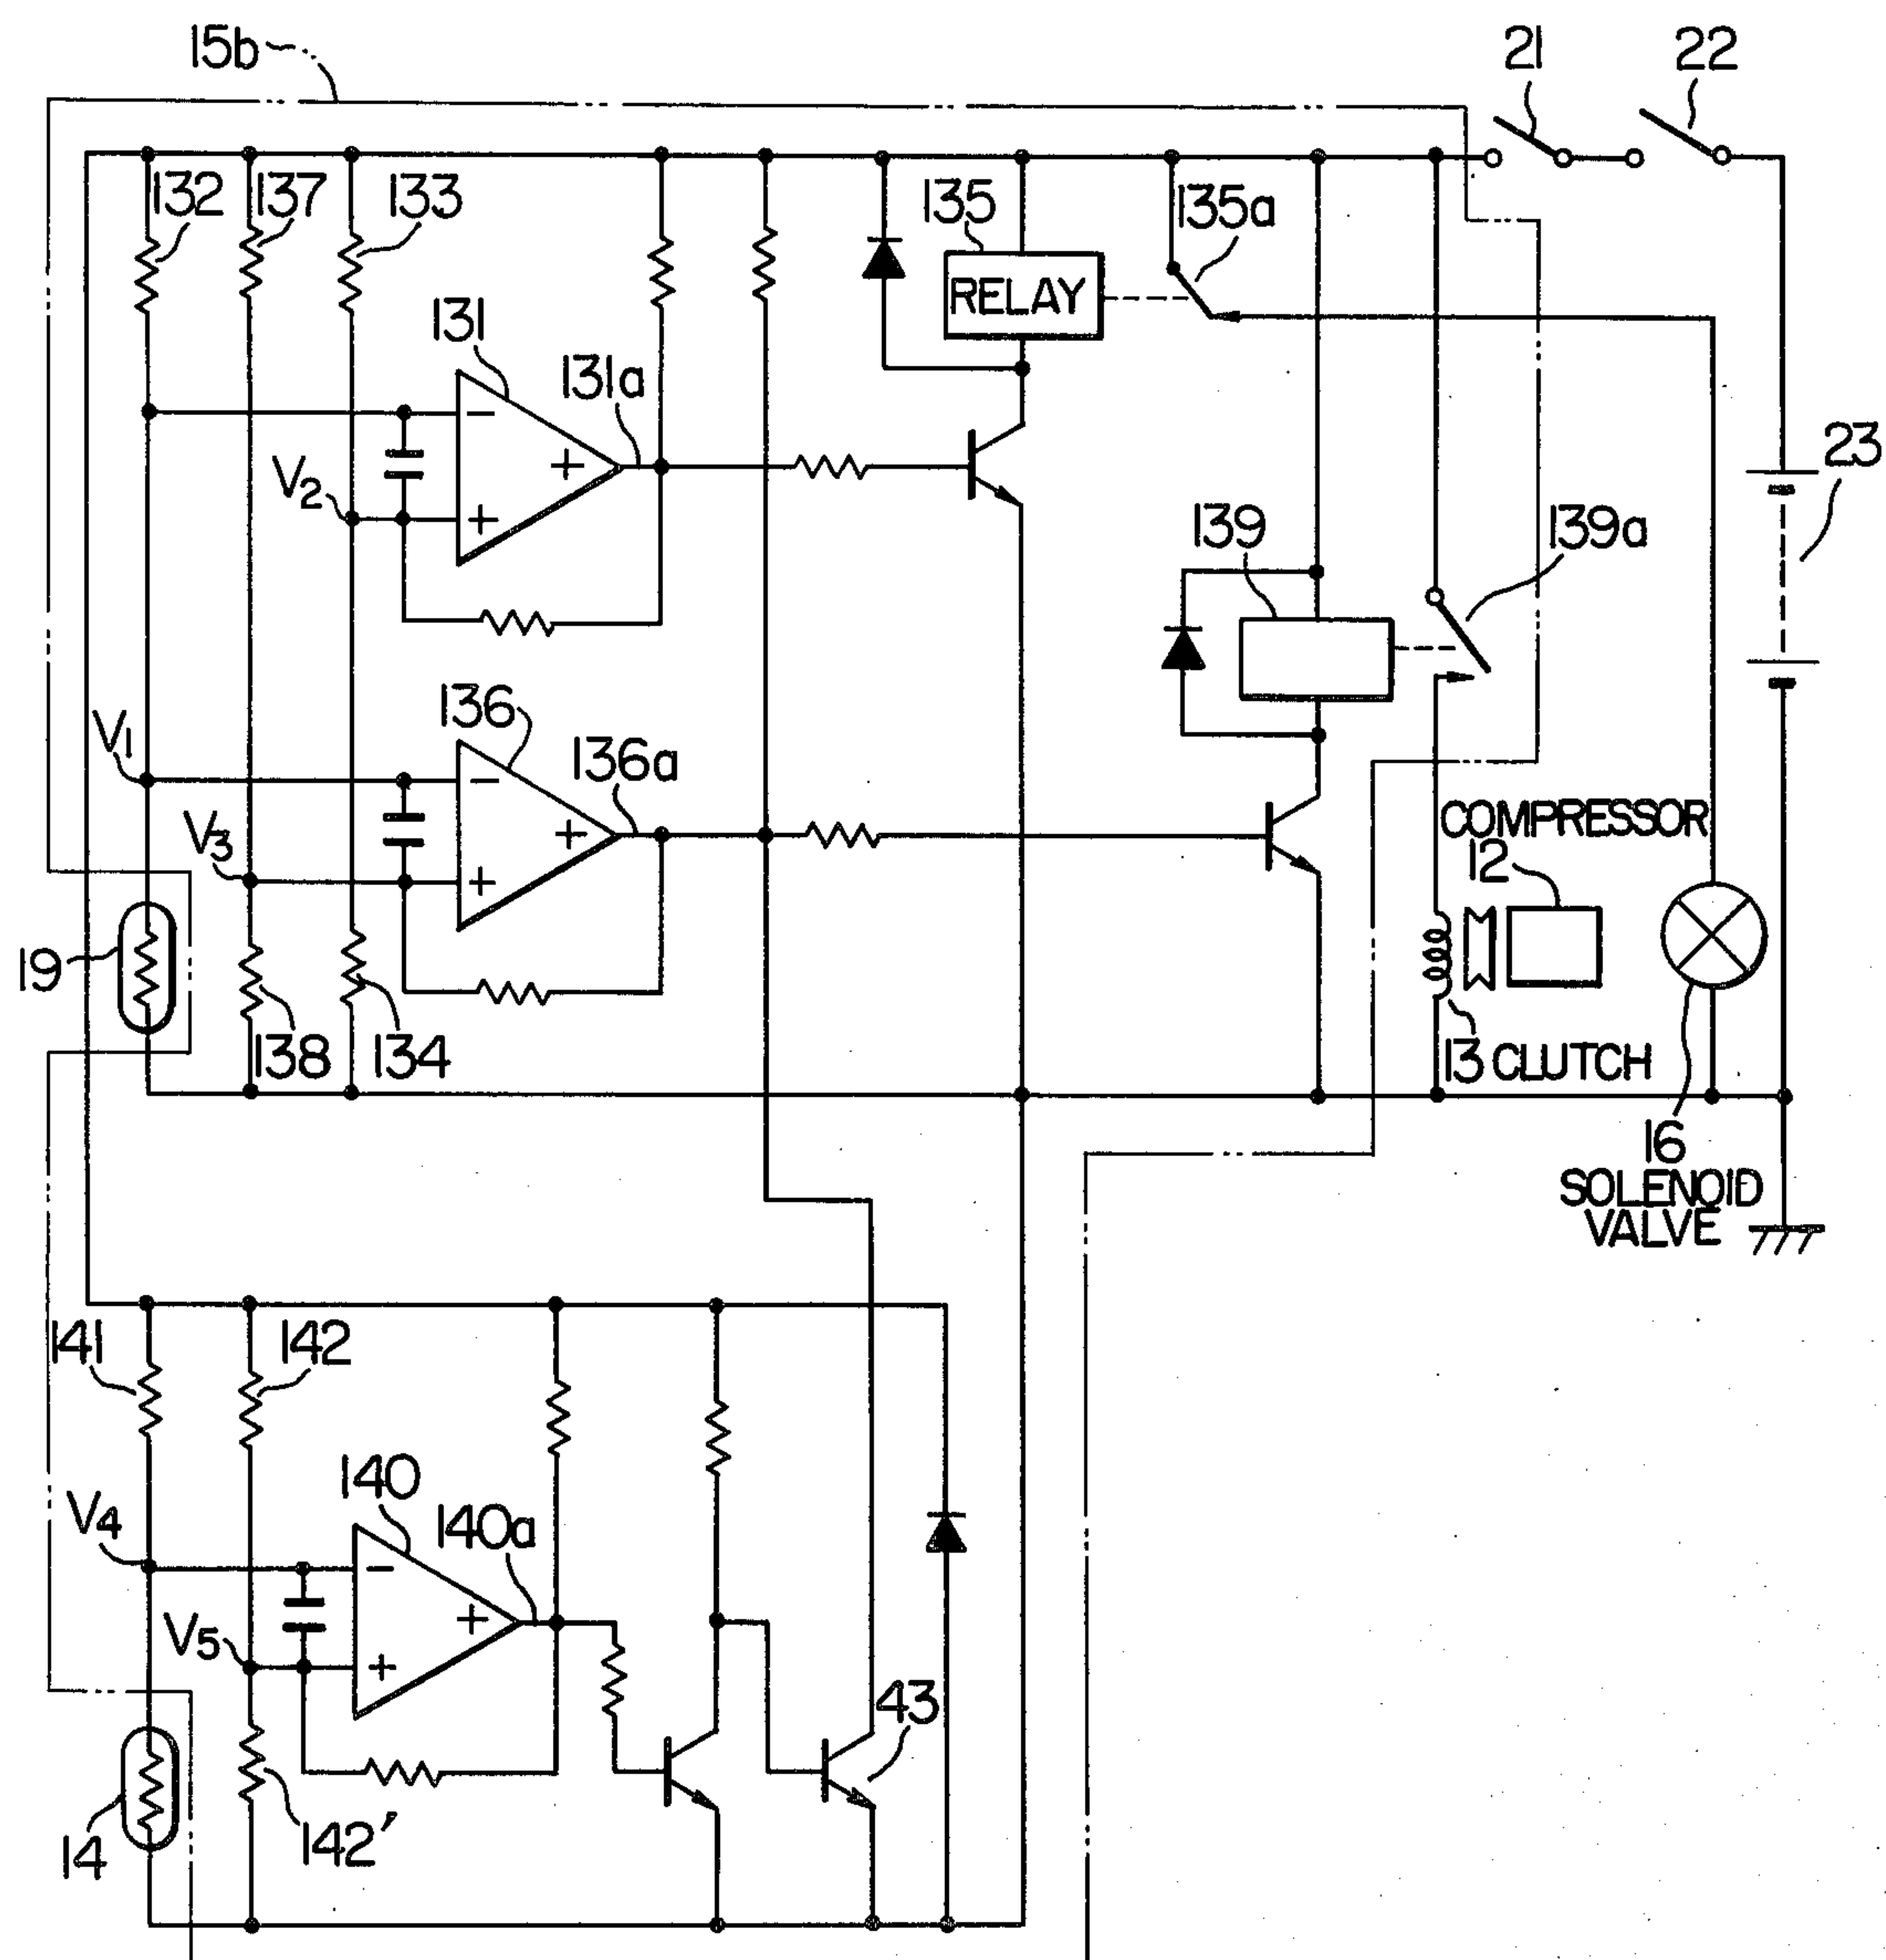 15b
21
22
132
137
133
135
135a
RELAY
131
131a
V2
23
139
139a
136
136a
V1
V3
COMPRESSOR
12
19
138
134
13 CLUTCH
16
SOLENOID
VALVE
141
142
140
140a
V4
V5
43
14
142'
−
+
+
−
+
+
−
+
+